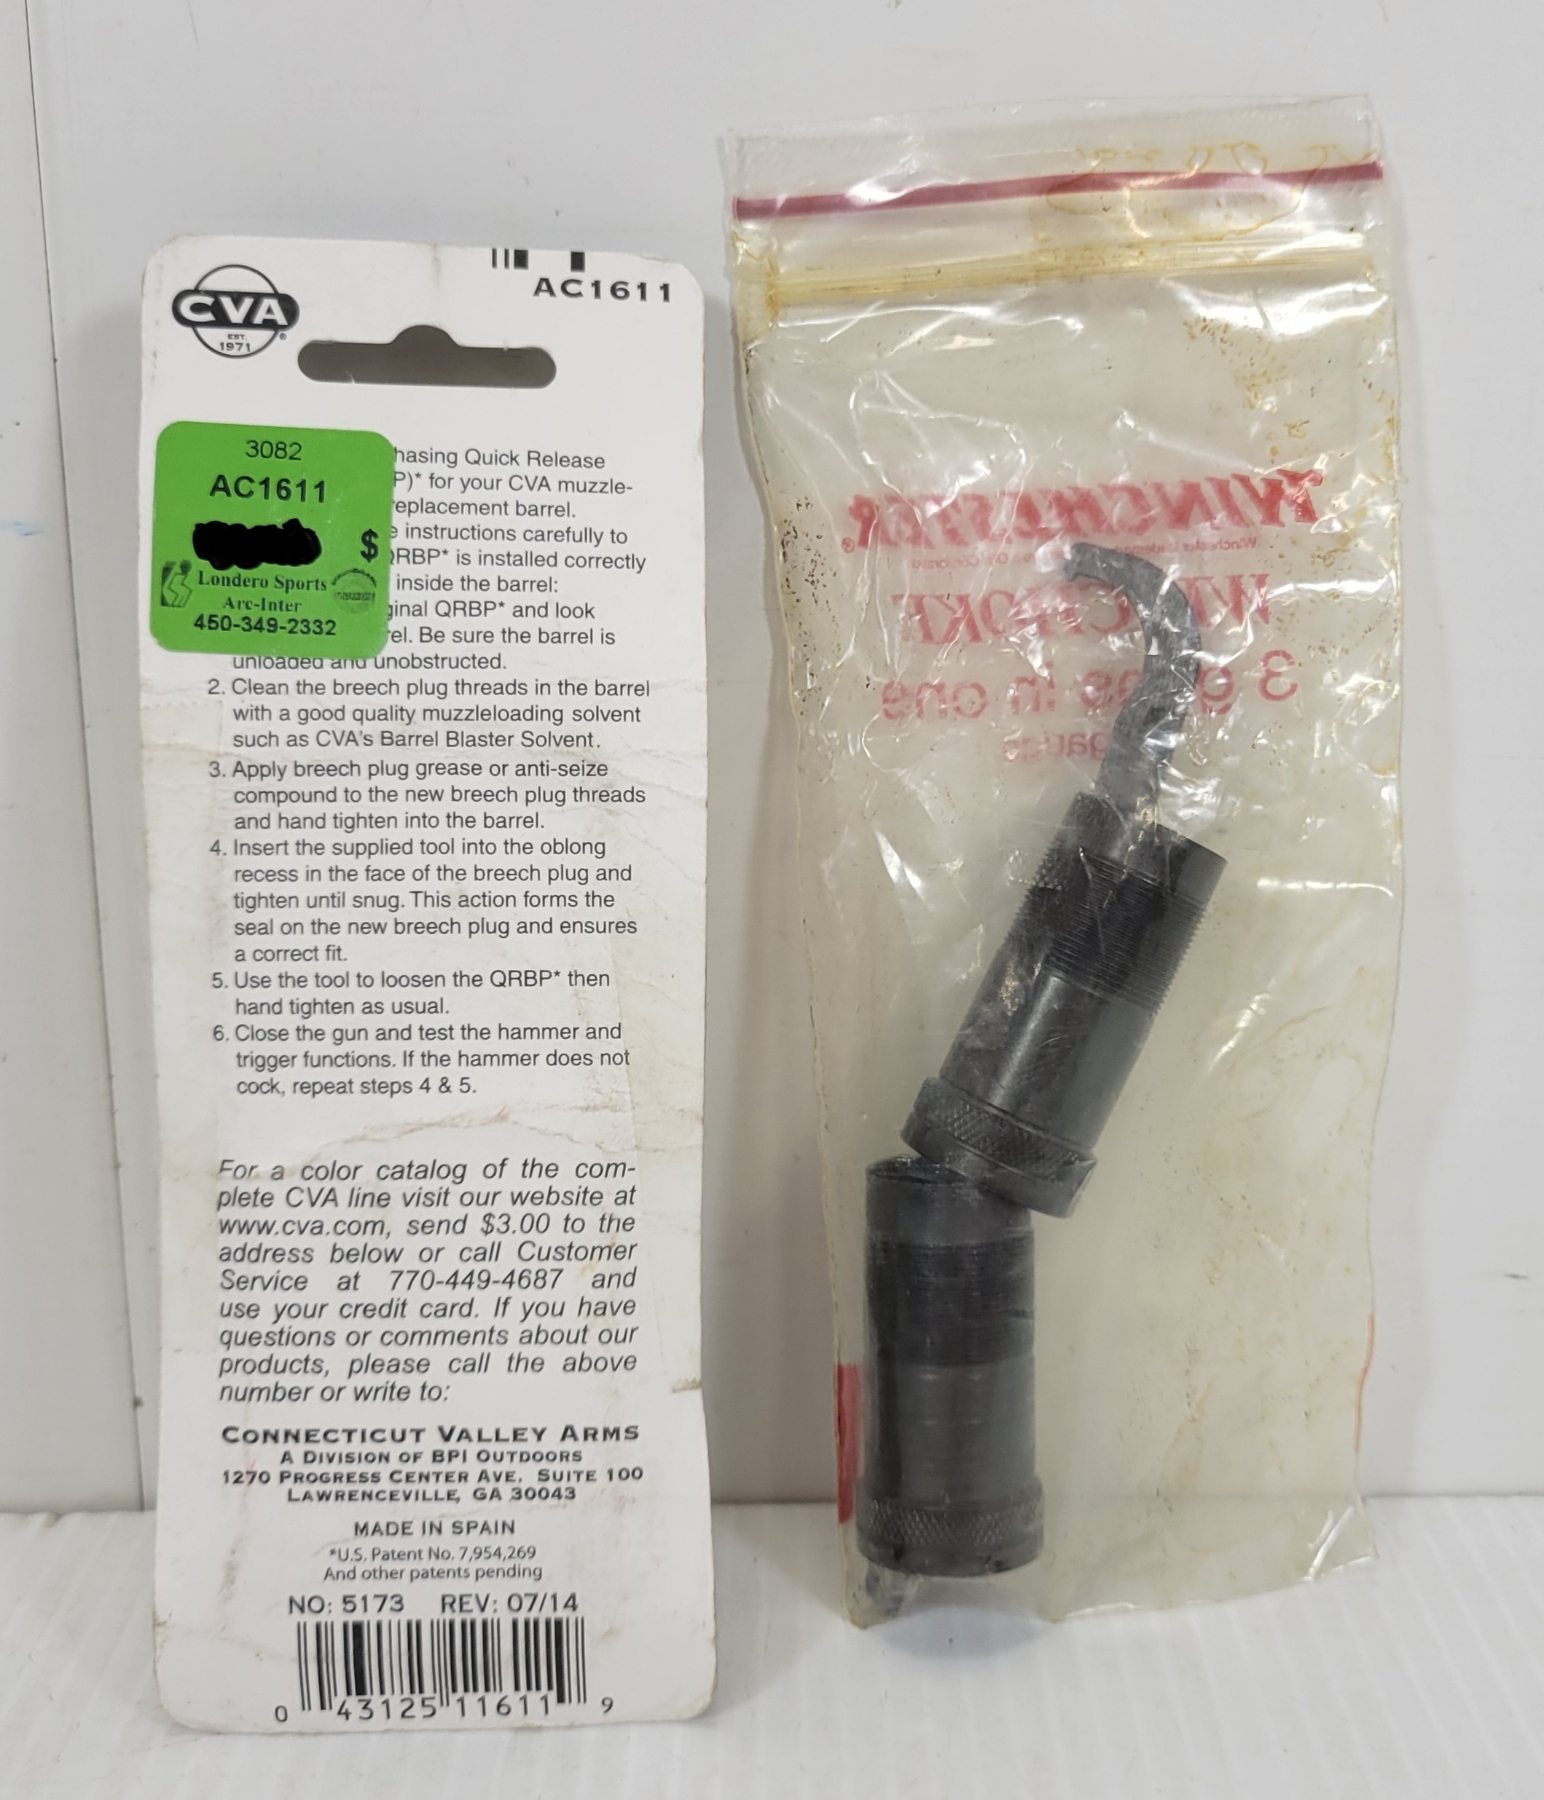 CVA
EST.
1971
®
AC1611
3082
AC1611
$
Londero Sports
Arc-Inter
450-349-2332
hasing Quick Release
P)* for your CVA muzzle-
eplacement barrel.
e instructions carefully to
QRBP* is installed correctly
inside the barrel:
ginal QRBP* and look
rel. Be sure the barrel is
unloaded and unobstructed.
2. Clean the breech plug threads in the barrel
with a good quality muzzleloading solvent
such as CVA's Barrel Blaster Solvent.
3. Apply breech plug grease or anti-seize
compound to the new breech plug threads
and hand tighten into the barrel.
4. Insert the supplied tool into the oblong
recess in the face of the breech plug and
tighten until snug. This action forms the
seal on the new breech plug and ensures
a correct fit.
5. Use the tool to loosen the QRBP* then
hand tighten as usual.
6. Close the gun and test the hammer and
trigger functions. If the hammer does not
cock, repeat steps 4 & 5.
For a color catalog of the com-
plete CVA line visit our website at
www.cva.com, send $3.00 to the
address below or call Customer
Service at 770-449-4687 and
use your credit card. If you have
questions or comments about our
products, please call the above
number or write to:
CONNECTICUT VALLEY ARMS
A DIVISION OF BPI OUTDOORS
1270 PROGRESS CENTER AVE, SUITE 100
LAWRENCEVILLE, GA 30043
MADE IN SPAIN
*U.S. Patent No. 7,954,269
And other patents pending
NO: 5173 REV: 07/14
0 43125 11611 9
WINCHESTER®
CHOKE
3 in one
gauge